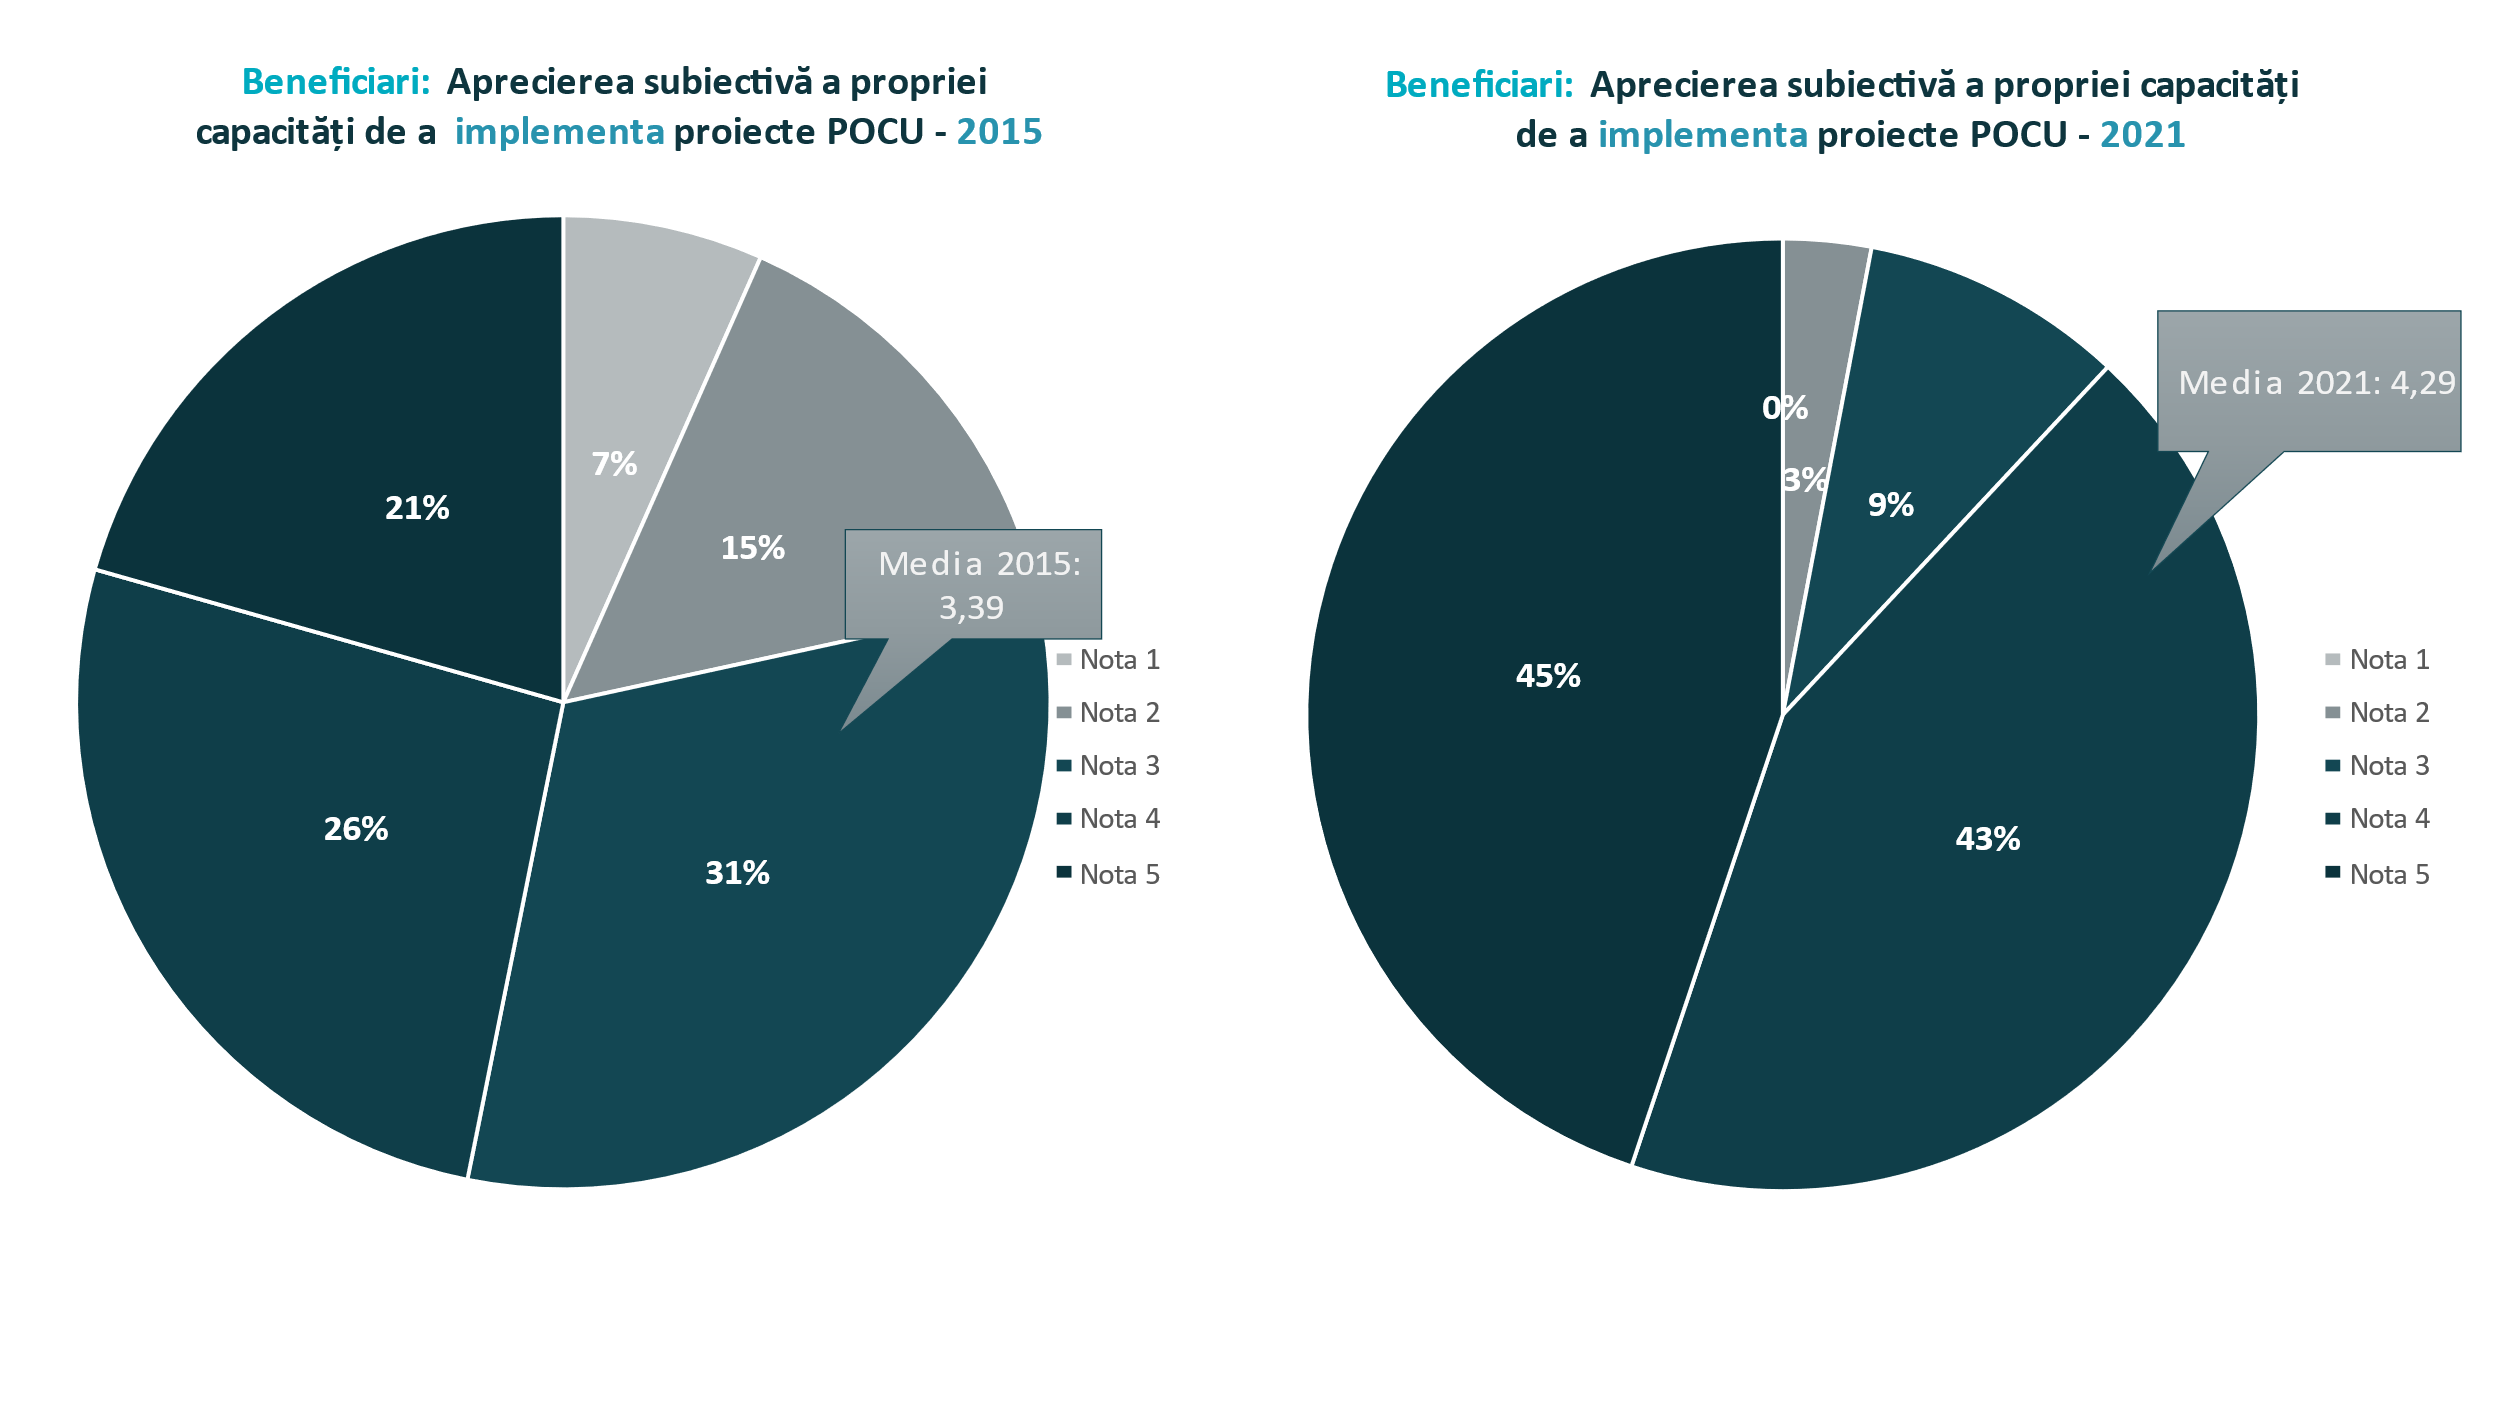 Beneficiari: Aprecierea subiectivă a propriei
capacități de a implementa proiecte POCU - 2015
7%
15%
31%
26%
21%
Media 2015:
3,39
Nota 1
Nota 2
Nota 3
Nota 4
Nota 5
Beneficiari: Aprecierea subiectivă a propriei capacități
de a implementa proiecte POCU - 2021
0%
3%
9%
43%
45%
Media 2021: 4,29
Nota 1
Nota 2
Nota 3
Nota 4
Nota 5